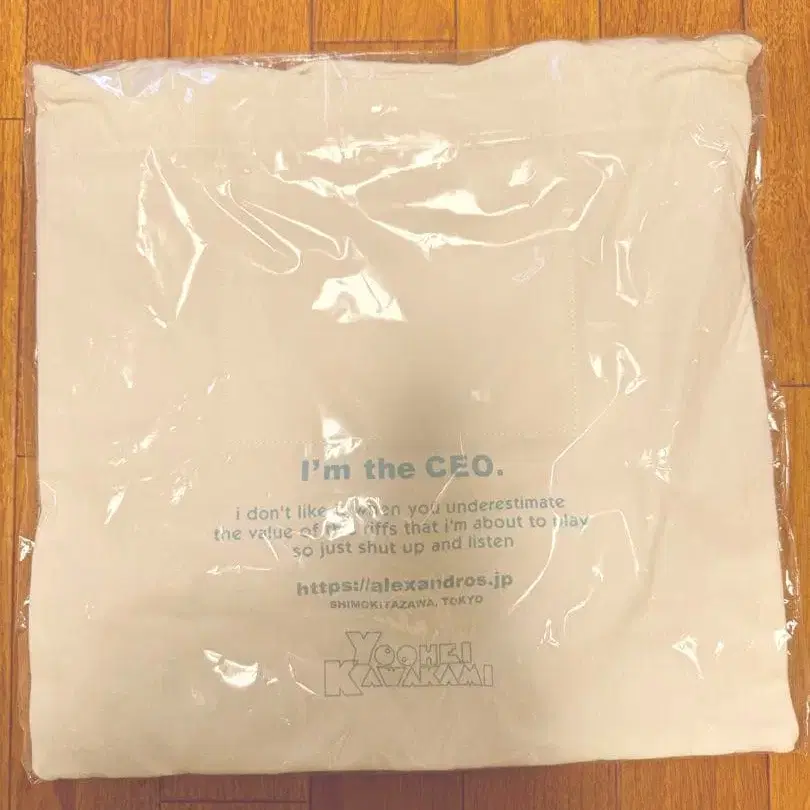 I'm the CEO.
i don't like when you underestimate
the value of the riffs that i'm about to play
so just shut up and listen
https://alexandros.jp
SHIMOKITAZAWA, TOKYO
YOOHEI
KAWAKAMI